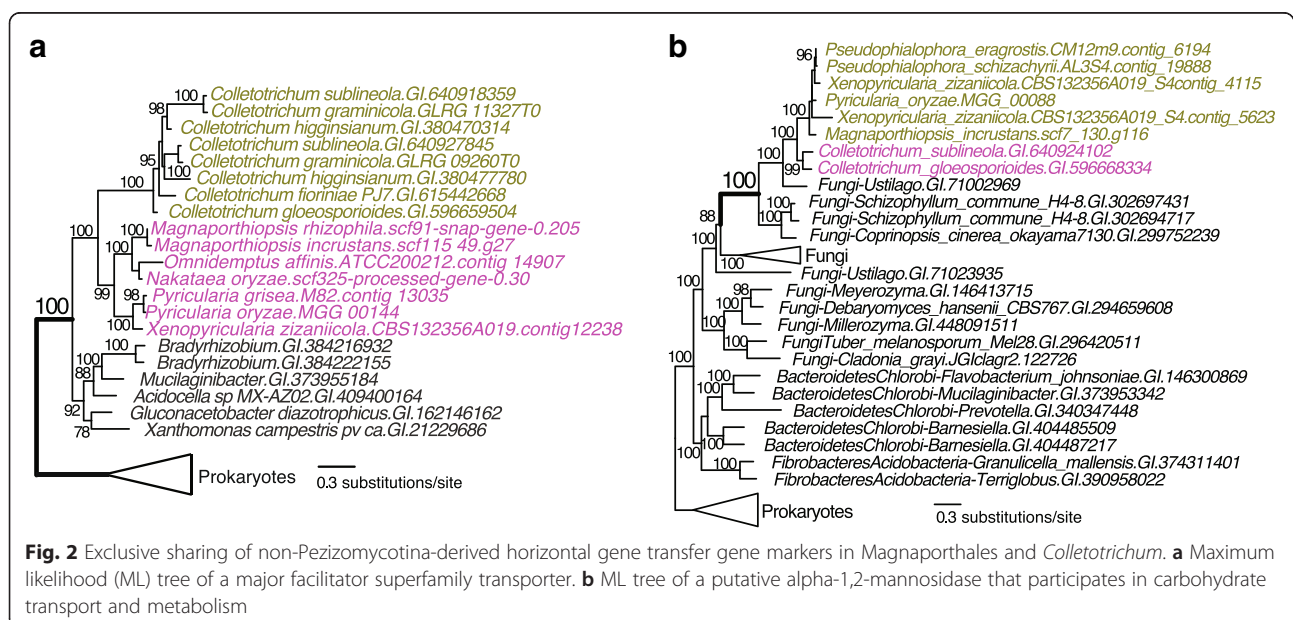 a
100
98
Colletotrichum sublineola.GI.640918359
Colletotrichum graminicola.GLRG 11327T0
Colletotrichum higginsianum.GI.380470314
Colletotrichum sublineola.GI.640927845
95
Colletotrichum graminicola.GLRG 09260T0
100
Colletotrichum higginsianum.GI.380477780
100
Colletotrichum fioriniae PJ7.GI.615442668
Colletotrichum gloeosporioides.GI.596659504
100
Magnaporthiopsis rhizophila.scf91-snap-gene-0.205
100
Magnaporthiopsis incrustans.scf115 49.g27
Omnidemptus affinis.ATCC200212.contig 14907
Nakataea oryzae.scf325-processed-gene-0.30
99
98
Pyricularia grisea.M82.contig 13035
Pyricularia oryzae.MGG 00144
100
Xenopyricularia zizaniicola.CBS132356A019.contig12238
100
100
Bradyrhizobium.GI.384216932
Bradyrhizobium.GI.384222155
88
Mucilaginibacter.GI.373955184
Acidocella sp MX-AZ02.GI.409400164
92
Gluconacetobacter diazotrophicus.GI.162146162
78
Xanthomonas campestris pv ca.GI.21229686
Prokaryotes
0.3 substitutions/site
b
96
Pseudophialophora_eragrostis.CM12m9.contig_6194
Pseudophialophora_schizachyrii.AL3S4.contig_19888
Xenopyricularia_zizaniicola.CBS132356A019_S4contig_4115
100
Pyricularia_oryzae.MGG_00088
Xenopyricularia_zizaniicola.CBS132356A019_S4.contig_5623
100
Magnaporthiopsis_incrustans.scf7_130.g116
100
Colletotrichum_sublineola.GI.640924102
99
Colletotrichum_gloeosporioides.GI.596668334
100
Fungi-Ustilago.GI.71002969
Fungi-Schizophyllum_commune_H4-8.GI.302697431
100
100
Fungi-Schizophyllum_commune_H4-8.GI.302694717
88
Fungi-Coprinopsis_cinerea_okayama7130.GI.299752239
100
Fungi
100
Fungi-Ustilago.GI.71023935
98
Fungi-Meyerozyma.GI.146413715
100
Fungi-Debaryomyces_hansenii_CBS767.GI.294659608
100
Fungi-Millerozyma.GI.448091511
100
FungiTuber_melanosporum_Mel28.GI.296420511
Fungi-Cladonia_grayi.JGIclagr2.122726
100
100
BacteroidetesChlorobi-Flavobacterium_johnsoniae.GI.146300869
100
BacteroidetesChlorobi-Mucilaginibacter.GI.373953342
BacteroidetesChlorobi-Prevotella.GI.340347448
BacteroidetesChlorobi-Barnesiella.GI.404485509
100
100
BacteroidetesChlorobi-Barnesiella.GI.404487217
100
FibrobacteresAcidobacteria-Granulicella_mallensis.GI.374311401
FibrobacteresAcidobacteria-Terriglobus.GI.390958022
Prokaryotes
0.3 substitutions/site
Fig. 2 Exclusive sharing of non-Pezizomycotina-derived horizontal gene transfer gene markers in Magnaporthales and Colletotrichum. a Maximum
likelihood (ML) tree of a major facilitator superfamily transporter. b ML tree of a putative alpha-1,2-mannosidase that participates in carbohydrate
transport and metabolism